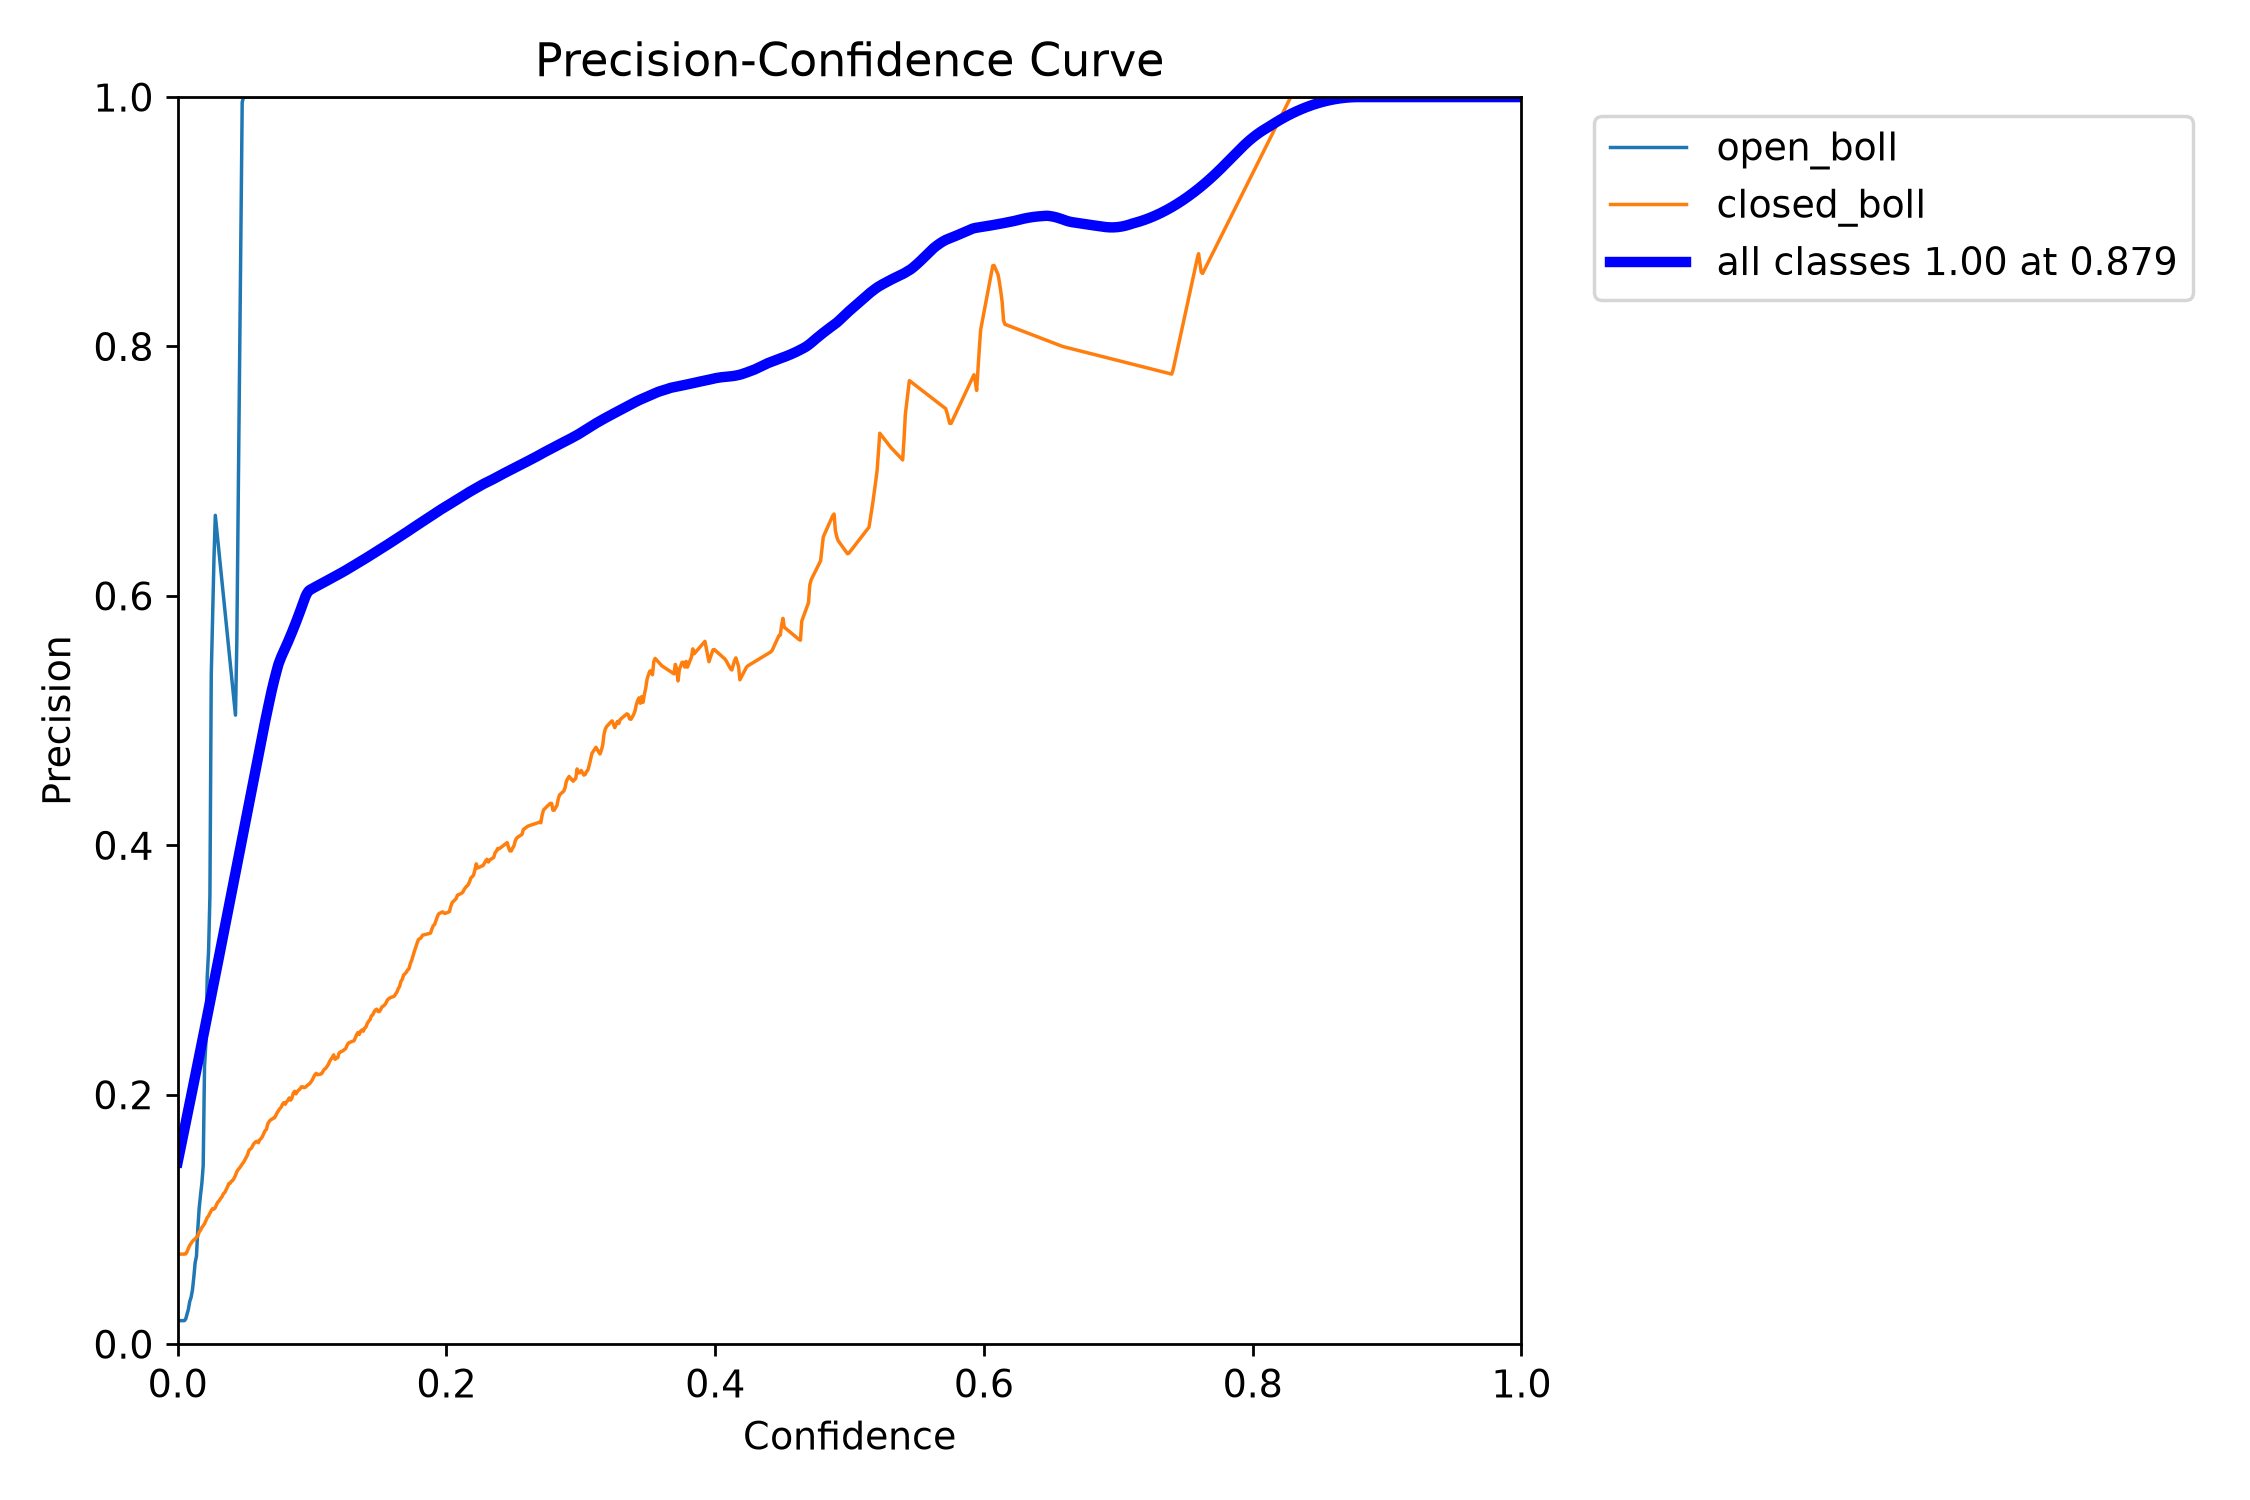 Precision-Confidence Curve
1.0
0.8
0.6
0.4
0.2
0.0
Precision
0.0 0.2 0.4 0.6 0.8 1.0
Confidence
open_boll
closed_boll
all classes 1.00 at 0.879